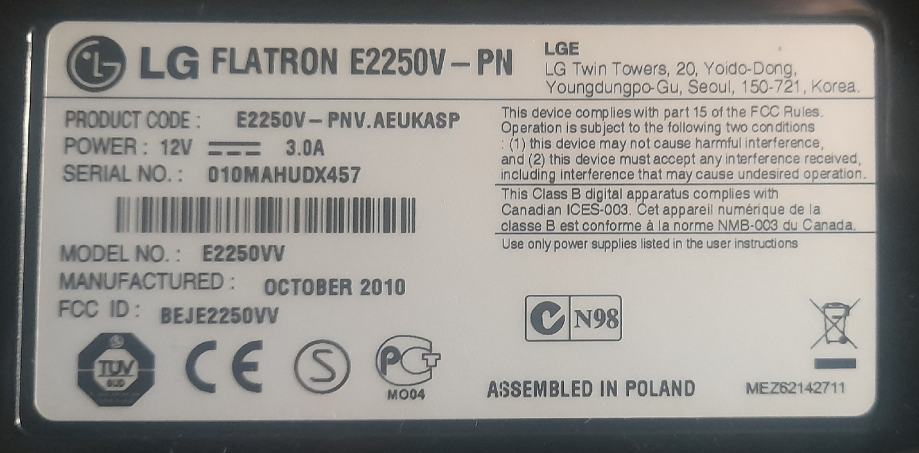 LG FLATRON E2250V-PN
LGE
LG Twin Towers, 20, Yoido-Dong,
Youngdungpo-Gu, Seoul, 150-721, Korea.
PRODUCT CODE : E2250V-PNV.AEUKASP
POWER : 12V 3.0A
SERIAL NO. : 010MAHUDX457
MODEL NO. : E2250VV
MANUFACTURED : OCTOBER 2010
FCC ID : BEJE2250VV
This device complies with part 15 of the FCC Rules.
Operation is subject to the following two conditions
: (1) this device may not cause harmful interference,
and (2) this device must accept any interference received,
including interference that may cause undesired operation.
This Class B digital apparatus complies with
Canadian ICES-003. Cet appareil numérique de la
classe B est conforme à la norme NMB-003 du Canada.
Use only power supplies listed in the user instructions
N98
TÜV
SÜD
CE
S
PCT
MO04
ASSEMBLED IN POLAND
MEZ62142711